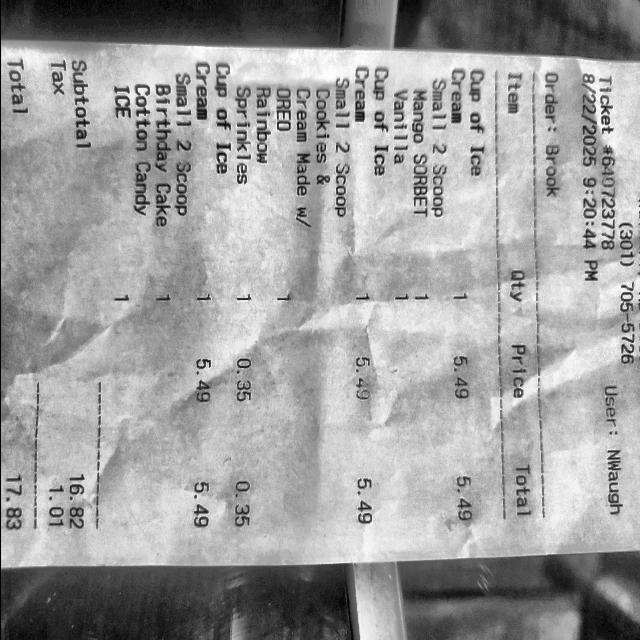 (301) 705-5726
Ticket #640723778 User: NWaugh
8/22/2025 9:20:44 PM
Order: Brook
Item Qty Price Total
Cup of Ice 1 5.49 5.49
Cream
Small 2 Scoop
Mango SORBET 1
Vanilla 1
Cup of Ice 1 5.49 5.49
Cream
Small 2 Scoop
Cookies &
Cream Made w/
OREO 1
Rainbow
Sprinkles 1 0.35 0.35
Cup of Ice
Cream 1 5.49 5.49
Small 2 Scoop
Birthday Cake 1
Cotton Candy
ICE 1
Subtotal 16.82
Tax 1.01
Total 17.83